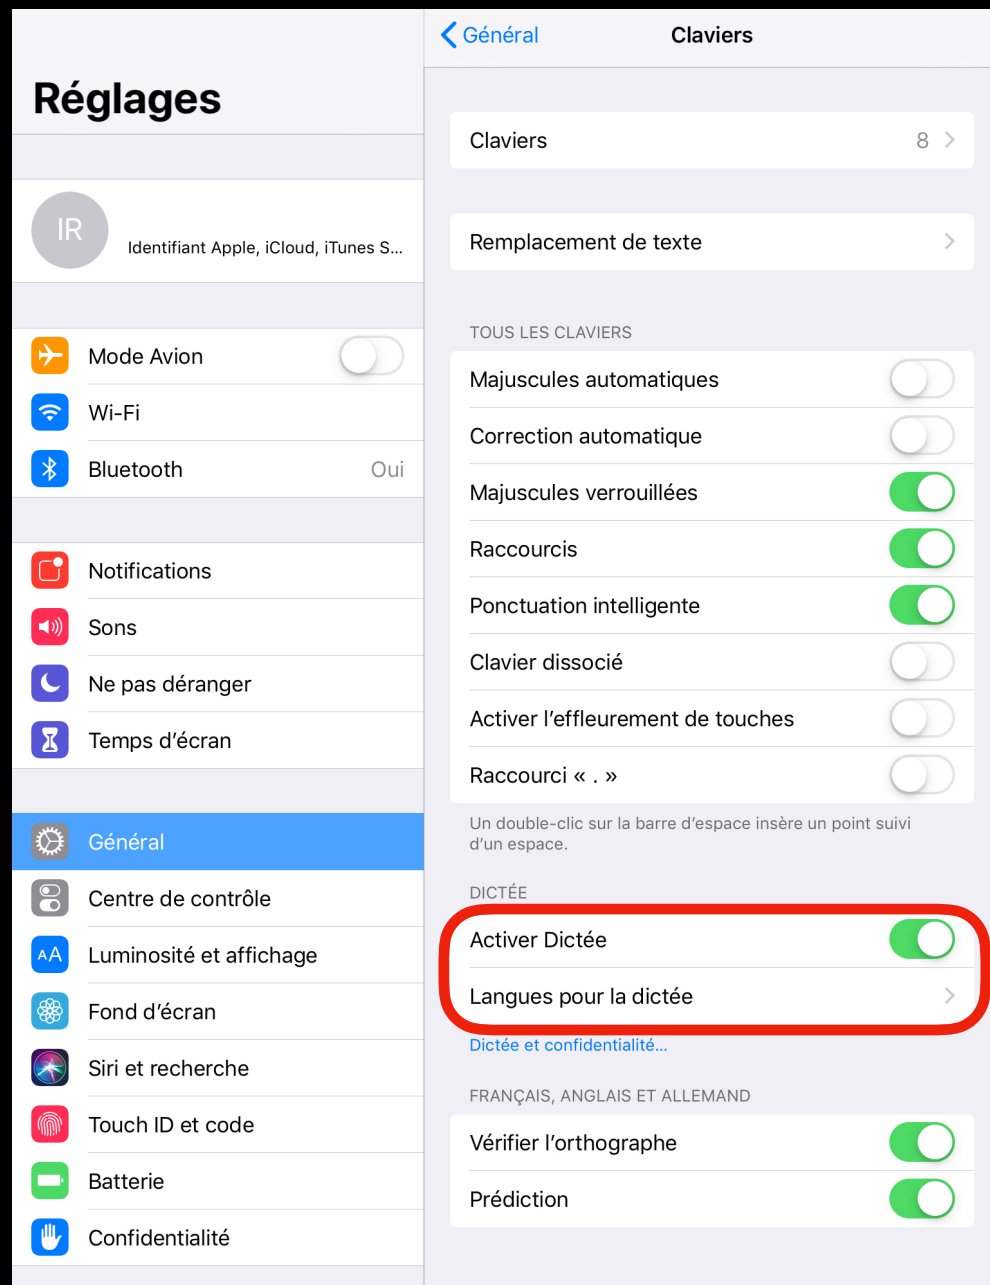 Réglages
IR
Identifiant Apple, iCloud, iTunes S...
Mode Avion
Wi-Fi
Bluetooth Oui
Notifications
Sons
Ne pas déranger
Temps d’écran
Général
Centre de contrôle
AA Luminosité et affichage
Fond d’écran
Siri et recherche
Touch ID et code
Batterie
Confidentialité
Général Claviers
Claviers 8
Remplacement de texte
TOUS LES CLAVIERS
Majuscules automatiques
Correction automatique
Majuscules verrouillées
Raccourcis
Ponctuation intelligente
Clavier dissocié
Activer l’effleurement de touches
Raccourci « . »
Un double-clic sur la barre d’espace insère un point suivi
d’un espace.
DICTÉE
Activer Dictée
Langues pour la dictée
Dictée et confidentialité...
FRANÇAIS, ANGLAIS ET ALLEMAND
Vérifier l’orthographe
Prédiction